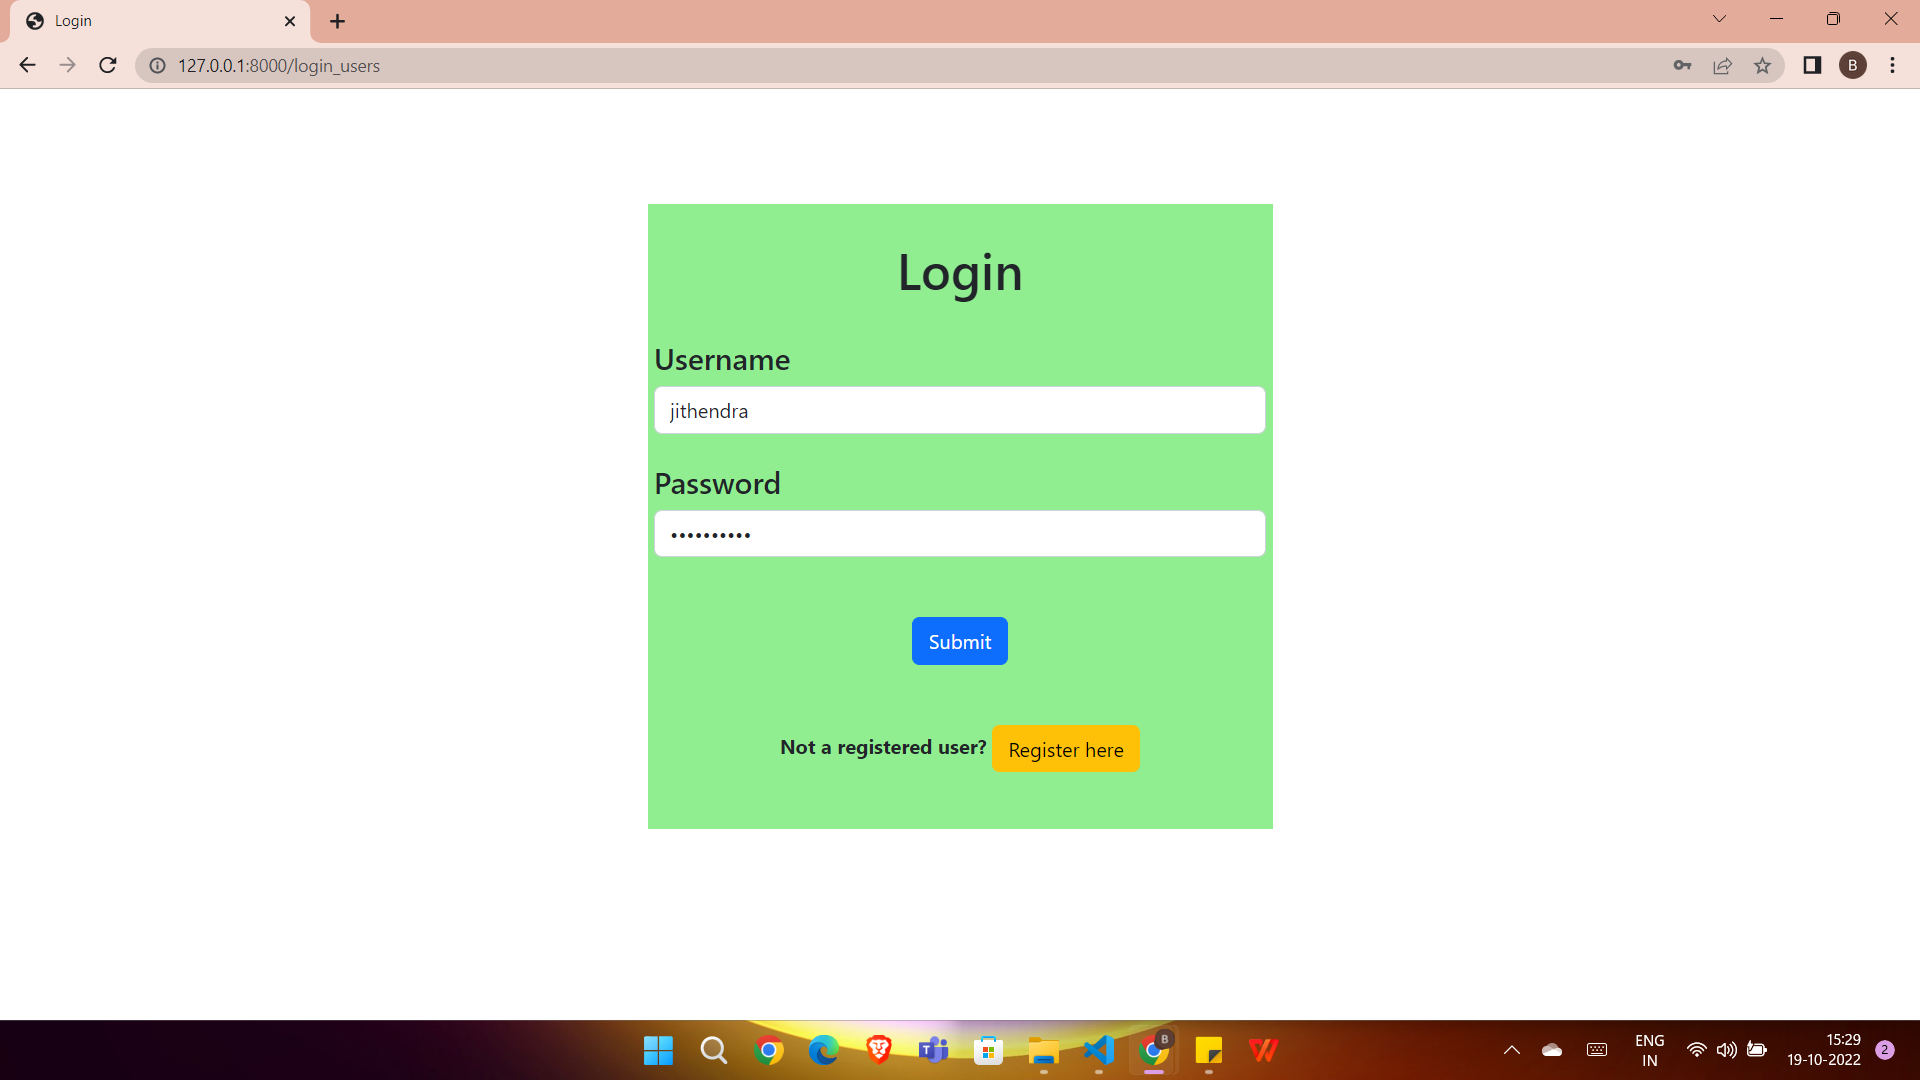 Login
127.0.0.1:8000/login_users
B
Login
Username
jithendra
Password
••••••••••
Submit
Not a registered user? Register here
B
ENG
IN
15:29
19-10-2022
2